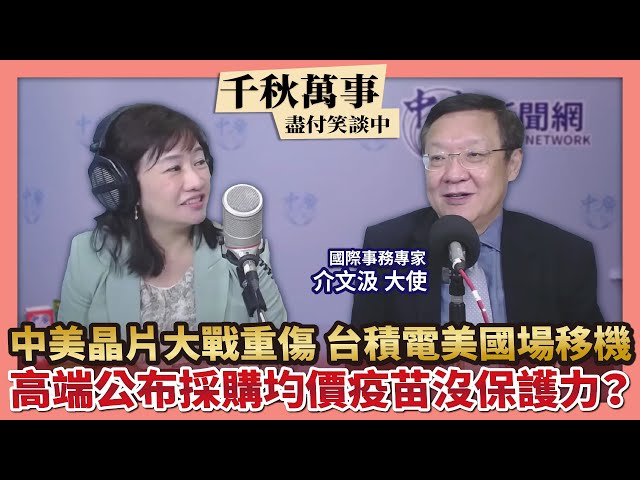 千秋萬事
盡付笑談中
中廣新聞網
NETWORK
國際事務專家
介文汲 大使
中美晶片大戰重傷 台積電美國場移機
高端公布採購均價疫苗沒保護力?